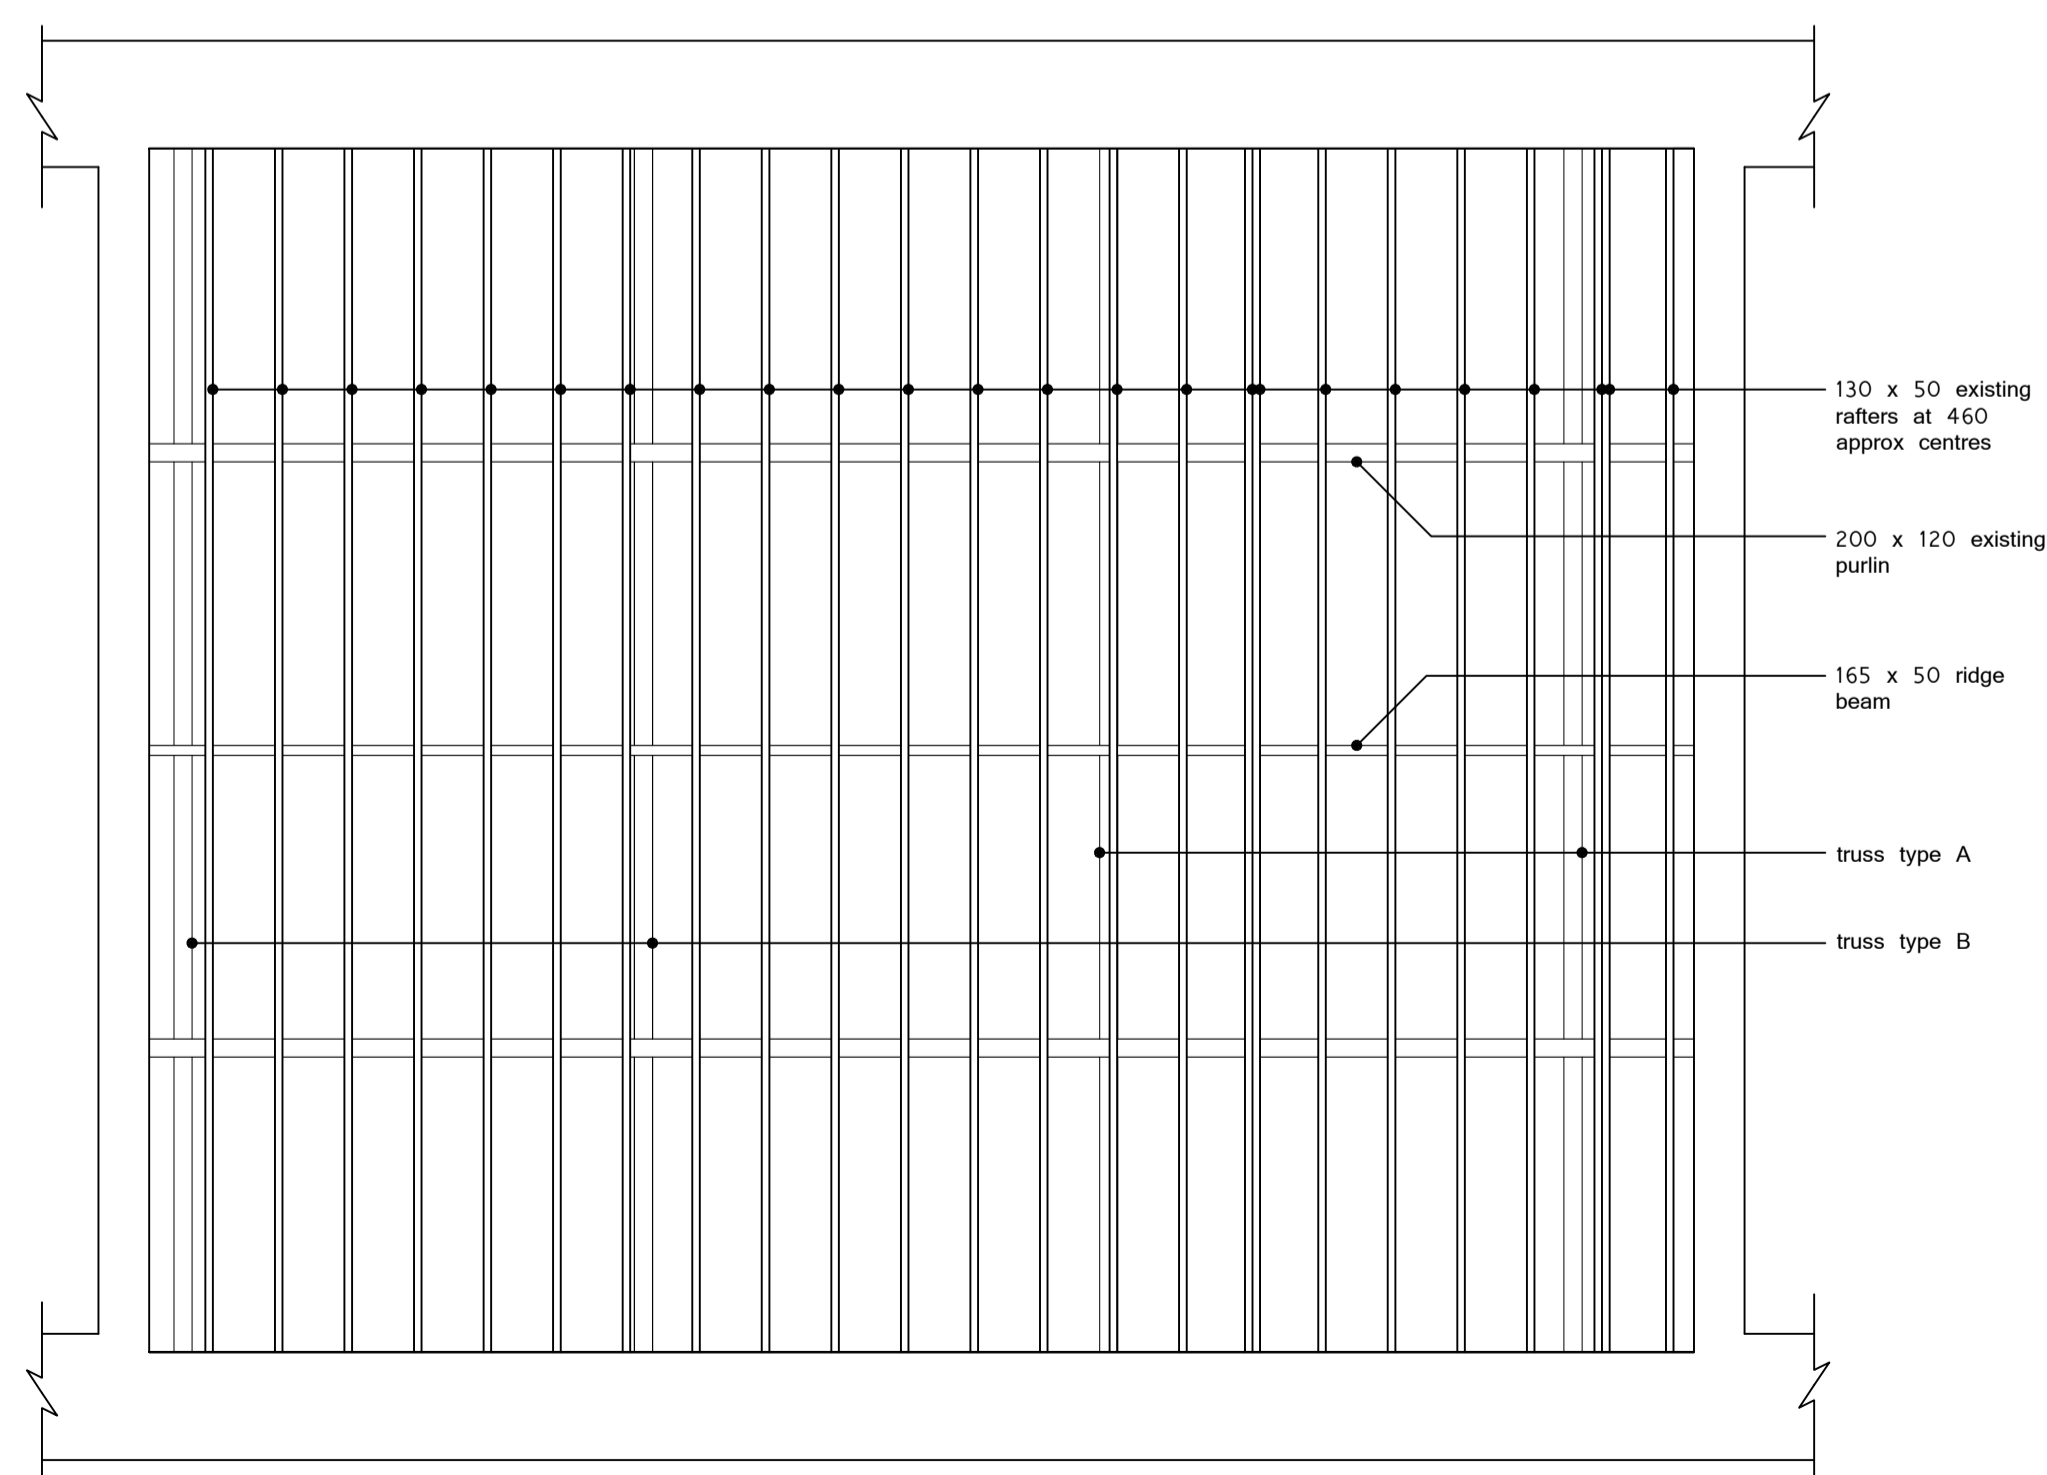 130 x 50 existing
rafters at 460
approx centres
200 x 120 existing
purlin
165 x 50 ridge
beam
truss type A
truss type B